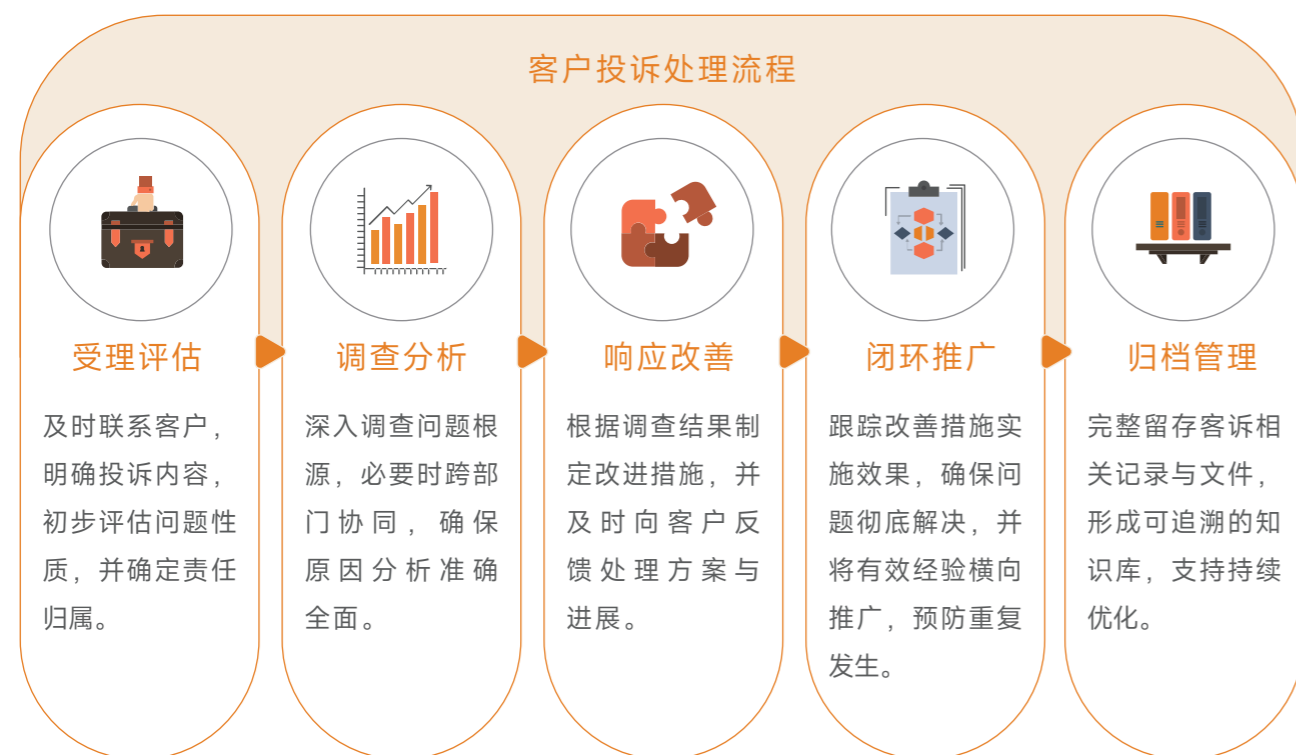 客户投诉处理流程
受理评估
及时联系客户，
明确投诉内容，
初步评估问题性
质，并确定责任
归属。
调查分析
深入调查问题根
源，必要时跨部
门协同，确保
原因分析准确
全面。
响应改善
根据调查结果制
定改进措施，并
及时向客户反
馈处理方案与
进展。
闭环推广
跟踪改善措施实
施效果，确保问
题彻底解决，并
将有效经验横向
推广，预防重复
发生。
归档管理
完整留存客诉相
关记录与文件，
形成可追溯的知
识库，支持持续
优化。